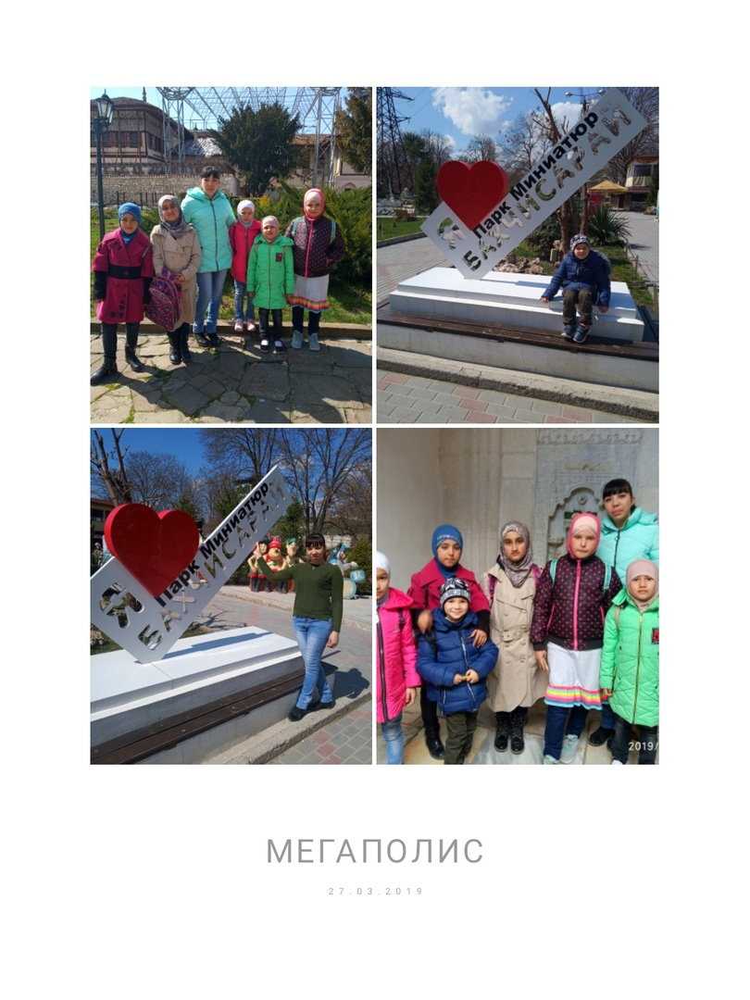 Я
Парк Миниатюр
БАХЧИСАРАЙ
Я
Парк Миниатюр
БАХЧИСАРАЙ
2019/
МЕГАПОЛИС
27.03.2019